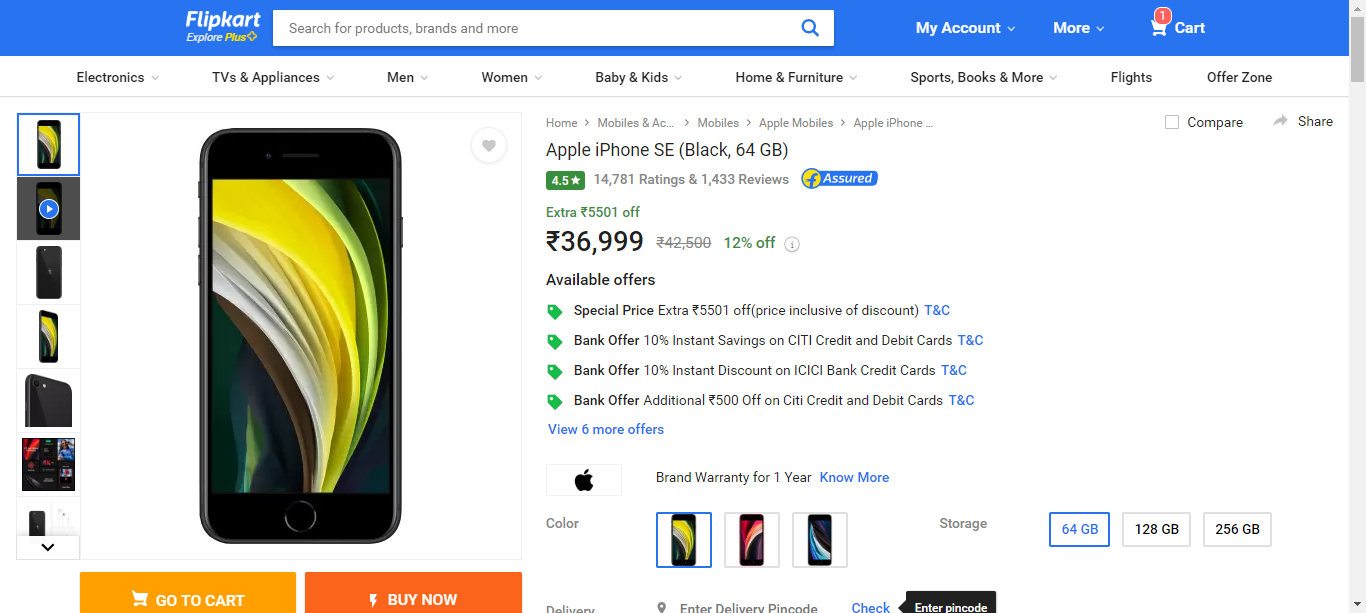 Flipkart
Explore Plus
Search for products, brands and more
My Account
More
1
Cart
Electronics
TVs & Appliances
Men
Women
Baby & Kids
Home & Furniture
Sports, Books & More
Flights
Offer Zone
Home
Mobiles & Ac...
Mobiles
Apple Mobiles
Apple iPhone ...
Compare
Share
Apple iPhone SE (Black, 64 GB)
4.5★ 14,781 Ratings & 1,433 Reviews Assured
Extra ₹5501 off
₹36,999 ₹42,500 12% off
Available offers
Special Price Extra ₹5501 off(price inclusive of discount) T&C
Bank Offer 10% Instant Savings on CITI Credit and Debit Cards T&C
Bank Offer 10% Instant Discount on ICICI Bank Credit Cards T&C
Bank Offer Additional ₹500 Off on Citi Credit and Debit Cards T&C
View 6 more offers
Brand Warranty for 1 Year Know More
Color
Storage
64 GB
128 GB
256 GB
GO TO CART
BUY NOW
Delivery
Enter Delivery Pincode
Check
Enter pincode